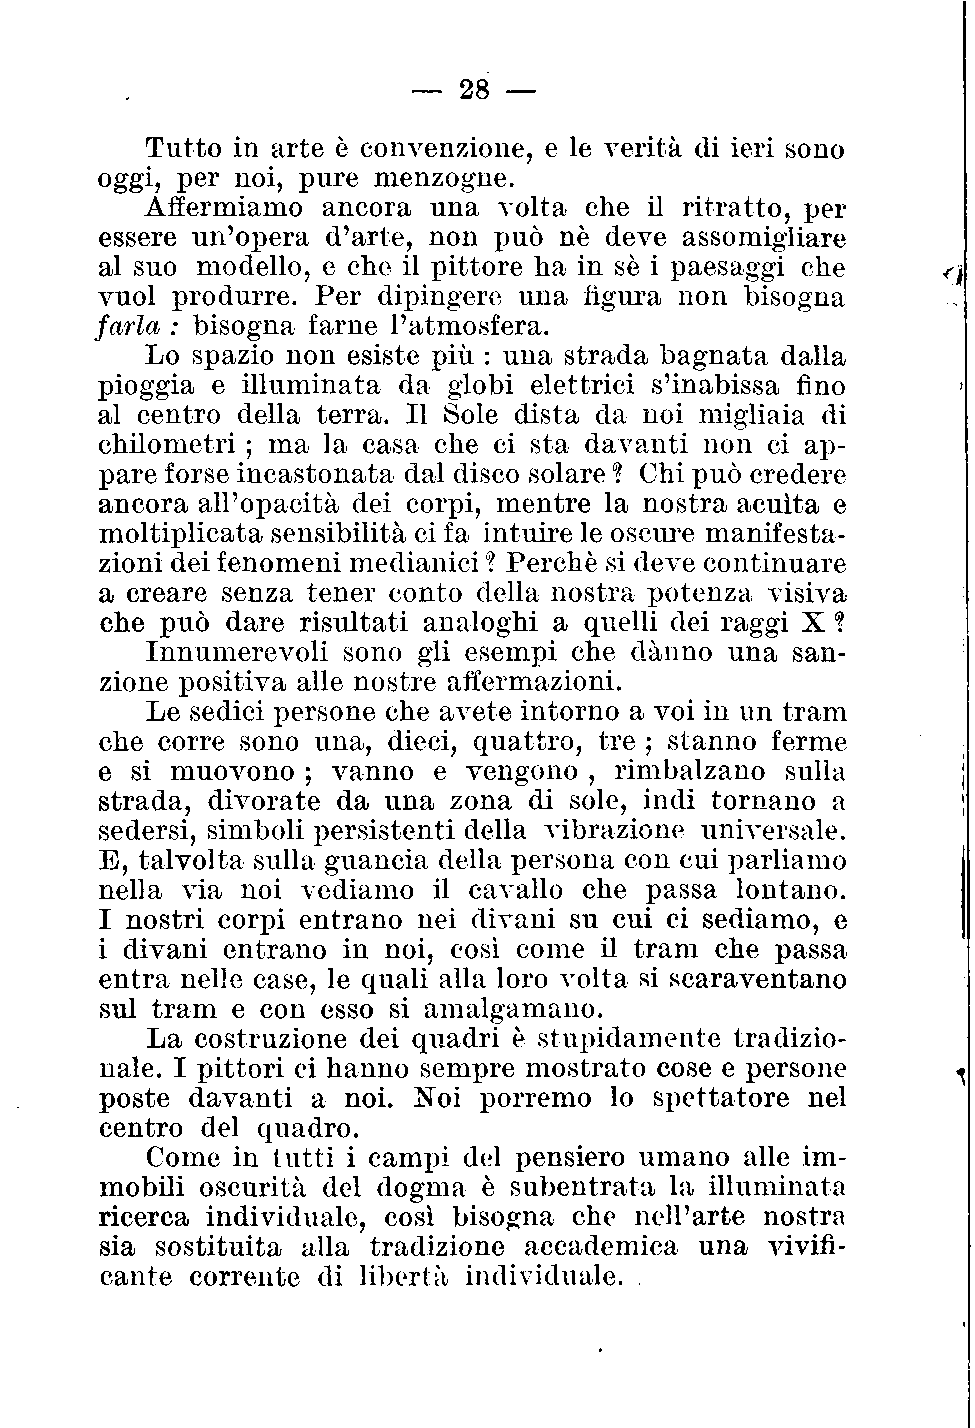 — 28 —
Tutto in arte è convenzione, e le verità di ieri sono
oggi, per noi, pure menzogne.
Affermiamo ancora una volta che il ritratto, per
essere un'opera d'arte, non può nè deve assomigliare
al suo modello, e che il pittore ha in sè i paesaggi che
vuol produrre. Per dipingere una figura non bisogna
farla : bisogna farne l'atmosfera.
Lo spazio non esiste più : una strada bagnata dalla
pioggia e illuminata da globi elettrici s'inabissa fino
al centro della terra. Il Sole dista da noi migliaia di
chilometri ; ma la casa che ci sta davanti non ci ap-
pare forse incastonata dal disco solare ? Chi può credere
ancora all'opacità dei corpi, mentre la nostra acuìta e
moltiplicata sensibilità ci fa intuire le oscure manifesta-
zioni dei fenomeni medianici ? Perchè si deve continuare
a creare senza tener conto della nostra potenza visiva
che può dare risultati analoghi a quelli dei raggi X ?
Innumerevoli sono gli esempi che dànno una san-
zione positiva alle nostre affermazioni.
Le sedici persone che avete intorno a voi in un tram
che corre sono una, dieci, quattro, tre ; stanno ferme
e si muovono ; vanno e vengono , rimbalzano sulla
strada, divorate da una zona di sole, indi tornano a
sedersi, simboli persistenti della vibrazione universale.
E, talvolta sulla guancia della persona con cui parliamo
nella via noi vediamo il cavallo che passa lontano.
I nostri corpi entrano nei divani su cui ci sediamo, e
i divani entrano in noi, così come il tram che passa
entra nelle case, le quali alla loro volta si scaraventano
sul tram e con esso si amalgamano.
La costruzione dei quadri è stupidamente tradizio-
nale. I pittori ci hanno sempre mostrato cose e persone
poste davanti a noi. Noi porremo lo spettatore nel
centro del quadro.
Come in tutti i campi del pensiero umano alle im-
mobili oscurità del dogma è subentrata la illuminata
ricerca individuale, così bisogna che nell'arte nostra
sia sostituita alla tradizione accademica una vivifi-
cante corrente di libertà individuale.